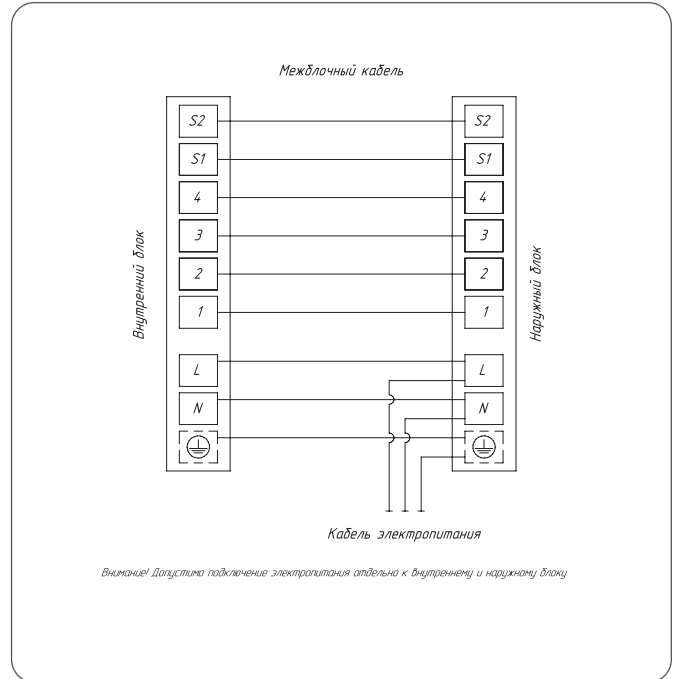 Межблочный кабель
S2 S2
S1 S1
4 4
3 3
2 2
1 1
Внутренний блок
Наружный блок
L L
N N
Кабель электропитания
Внимание! Допустимо подключение электропитания отдельно к внутреннему и наружному блоку